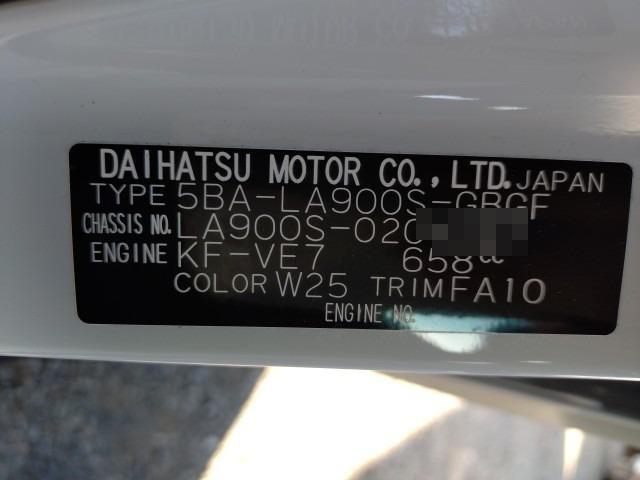 DAIHATSU MOTOR CO., LTD. JAPAN
TYPE 5BA-LA900S-GBGF
CHASSIS NO. LA900S-020
ENGINE KF-VE7 658cc
COLOR W25 TRIM FA10
ENGINE NO.